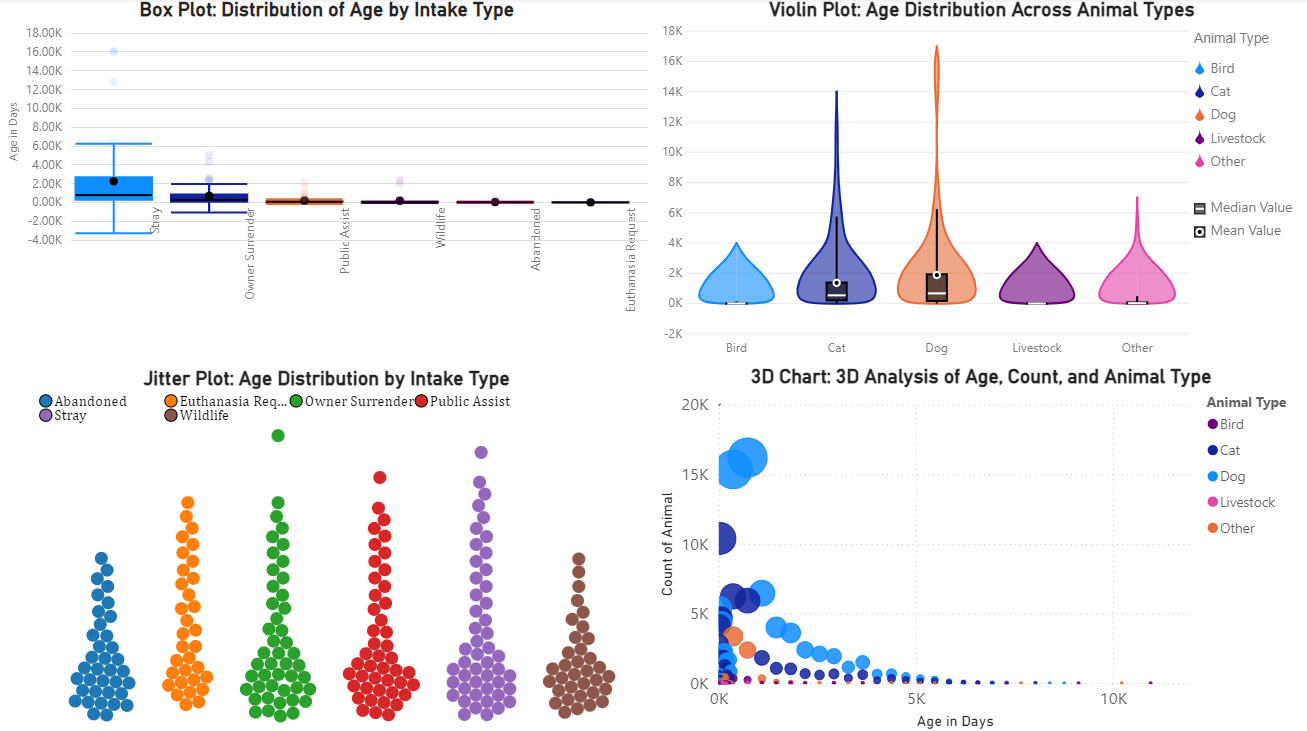 Box Plot: Distribution of Age by Intake Type
18.00K
16.00K
14.00K
12.00K
10.00K
8.00K
6.00K
4.00K
2.00K
0.00K
-2.00K
-4.00K
Age in Days
Stray
Owner Surrender
Public Assist
Wildlife
Abandoned
Euthanasia Request
Violin Plot: Age Distribution Across Animal Types
18K
16K
14K
12K
10K
8K
6K
4K
2K
0K
-2K
Bird
Cat
Dog
Livestock
Other
Animal Type
Bird
Cat
Dog
Livestock
Other
Median Value
Mean Value
Jitter Plot: Age Distribution by Intake Type
Abandoned Euthanasia Req... Owner Surrender Public Assist
Stray Wildlife
3D Chart: 3D Analysis of Age, Count, and Animal Type
20K
15K
10K
5K
0K
Count of Animal
0K 5K 10K
Age in Days
Animal Type
Bird
Cat
Dog
Livestock
Other